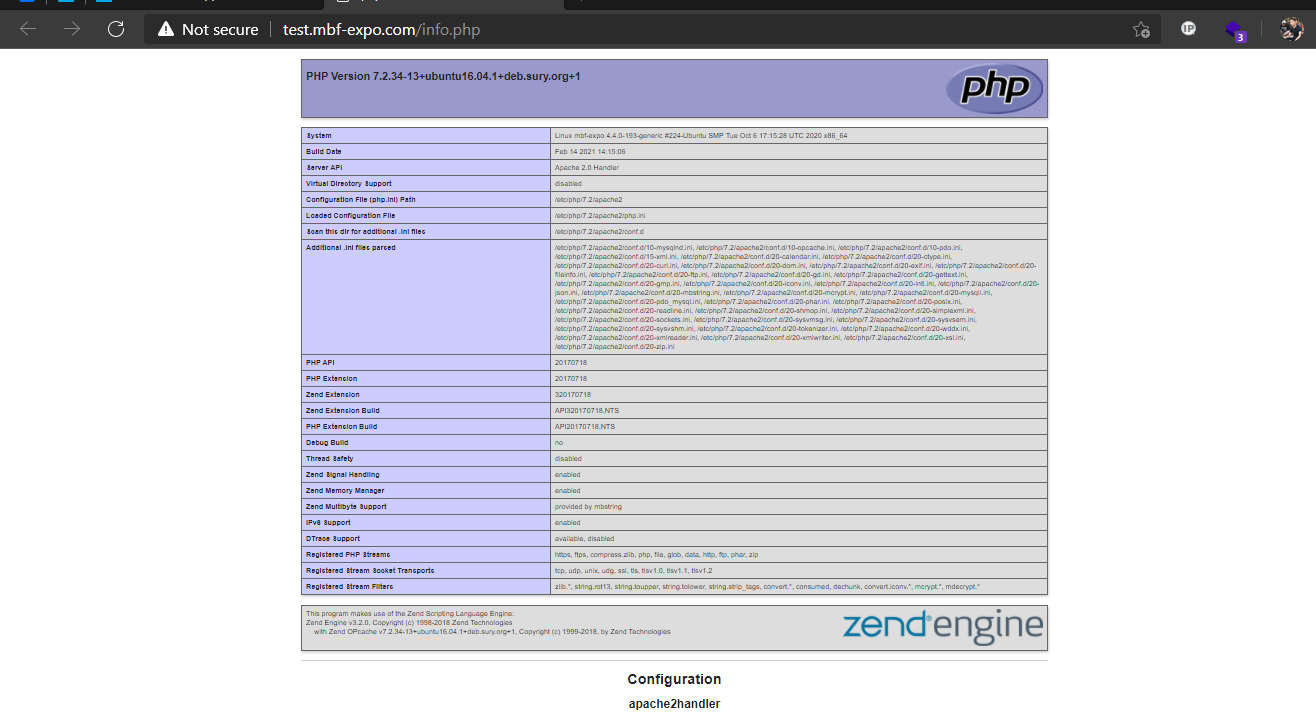 Not secure test.mbf-expo.com/info.php
IP
3
PHP Version 7.2.34-13+ubuntu16.04.1+deb.sury.org+1
php
System Linux mbf-expo 4.4.0-193-generic #224-Ubuntu SMP Tue Oct 6 17:15:28 UTC 2020 x86_64
Build Date Feb 14 2021 14:15:06
Server API Apache 2.0 Handler
Virtual Directory Support disabled
Configuration File (php.ini) Path /etc/php/7.2/apache2
Loaded Configuration File /etc/php/7.2/apache2/php.ini
Scan this dir for additional .ini files /etc/php/7.2/apache2/conf.d
Additional .ini files parsed /etc/php/7.2/apache2/conf.d/10-mysqlnd.ini, /etc/php/7.2/apache2/conf.d/10-opcache.ini, /etc/php/7.2/apache2/conf.d/10-pdo.ini,
/etc/php/7.2/apache2/conf.d/15-xml.ini, /etc/php/7.2/apache2/conf.d/20-calendar.ini, /etc/php/7.2/apache2/conf.d/20-ctype.ini,
/etc/php/7.2/apache2/conf.d/20-curl.ini, /etc/php/7.2/apache2/conf.d/20-dom.ini, /etc/php/7.2/apache2/conf.d/20-exif.ini, /etc/php/7.2/apache2/conf.d/20-
fileinfo.ini, /etc/php/7.2/apache2/conf.d/20-ftp.ini, /etc/php/7.2/apache2/conf.d/20-gd.ini, /etc/php/7.2/apache2/conf.d/20-gettext.ini,
/etc/php/7.2/apache2/conf.d/20-gmp.ini, /etc/php/7.2/apache2/conf.d/20-iconv.ini, /etc/php/7.2/apache2/conf.d/20-intl.ini, /etc/php/7.2/apache2/conf.d/20-
json.ini, /etc/php/7.2/apache2/conf.d/20-mbstring.ini, /etc/php/7.2/apache2/conf.d/20-mcrypt.ini, /etc/php/7.2/apache2/conf.d/20-mysqli.ini,
/etc/php/7.2/apache2/conf.d/20-pdo_mysql.ini, /etc/php/7.2/apache2/conf.d/20-phar.ini, /etc/php/7.2/apache2/conf.d/20-posix.ini,
/etc/php/7.2/apache2/conf.d/20-readline.ini, /etc/php/7.2/apache2/conf.d/20-shmop.ini, /etc/php/7.2/apache2/conf.d/20-simplexml.ini,
/etc/php/7.2/apache2/conf.d/20-sockets.ini, /etc/php/7.2/apache2/conf.d/20-sysvmsg.ini, /etc/php/7.2/apache2/conf.d/20-sysvsem.ini,
/etc/php/7.2/apache2/conf.d/20-sysvshm.ini, /etc/php/7.2/apache2/conf.d/20-tokenizer.ini, /etc/php/7.2/apache2/conf.d/20-wddx.ini,
/etc/php/7.2/apache2/conf.d/20-xmlreader.ini, /etc/php/7.2/apache2/conf.d/20-xmlwriter.ini, /etc/php/7.2/apache2/conf.d/20-xsl.ini,
/etc/php/7.2/apache2/conf.d/20-zip.ini
PHP API 20170718
PHP Extension 20170718
Zend Extension 320170718
Zend Extension Build API320170718,NTS
PHP Extension Build API20170718,NTS
Debug Build no
Thread Safety disabled
Zend Signal Handling enabled
Zend Memory Manager enabled
Zend Multibyte Support provided by mbstring
IPv6 Support enabled
DTrace Support available, disabled
Registered PHP Streams https, ftps, compress.zlib, php, file, glob, data, http, ftp, phar, zip
Registered Stream Socket Transports tcp, udp, unix, udg, ssl, tls, tlsv1.0, tlsv1.1, tlsv1.2
Registered Stream Filters zlib.*, string.rot13, string.toupper, string.tolower, string.strip_tags, convert.*, consumed, dechunk, convert.iconv.*, mcrypt.*, mdecrypt.*
This program makes use of the Zend Scripting Language Engine:
Zend Engine v3.2.0, Copyright (c) 1998-2018 Zend Technologies
with Zend OPcache v7.2.34-13+ubuntu16.04.1+deb.sury.org+1, Copyright (c) 1999-2018, by Zend Technologies
zend® engine
Configuration
apache2handler